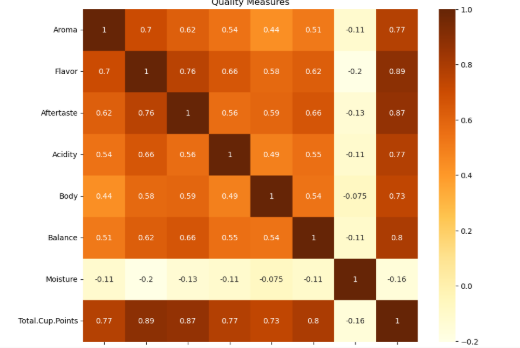 Quality Measures
1.0
Aroma 1 0.7 0.62 0.54 0.44 0.51 -0.11 0.77
0.8
Flavor 0.7 1 0.76 0.66 0.58 0.62 -0.2 0.89
Aftertaste 0.62 0.76 1 0.56 0.59 0.66 -0.13 0.87
0.6
Acidity 0.54 0.66 0.56 1 0.49 0.55 -0.11 0.77
0.4
Body 0.44 0.58 0.59 0.49 1 0.54 -0.075 0.73
0.2
Balance 0.51 0.62 0.66 0.55 0.54 1 -0.11 0.8
Moisture -0.11 -0.2 -0.13 -0.11 -0.075 -0.11 1 -0.16
0.0
Total.Cup.Points 0.77 0.89 0.87 0.77 0.73 0.8 -0.16 1
−0.2